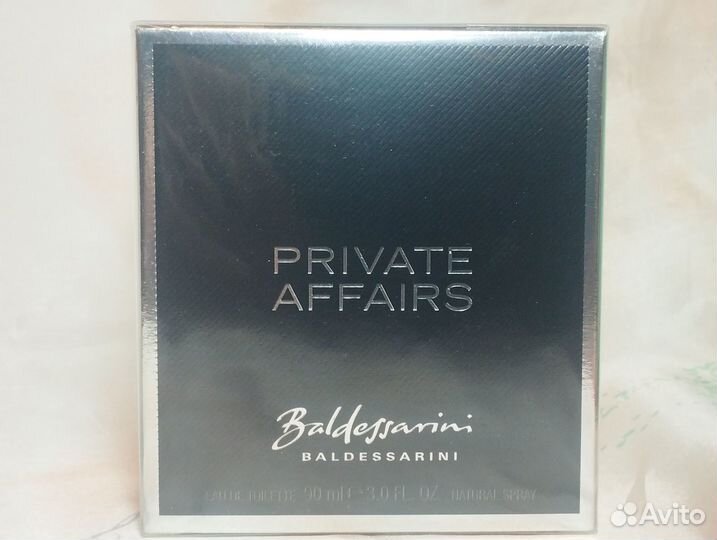 PRIVATE
AFFAIRS
Baldessarini
BALDESSARINI
EAU DE TOILETTE 90 ml ℮ 3.0 FL. OZ. NATURAL SPRAY
Avito